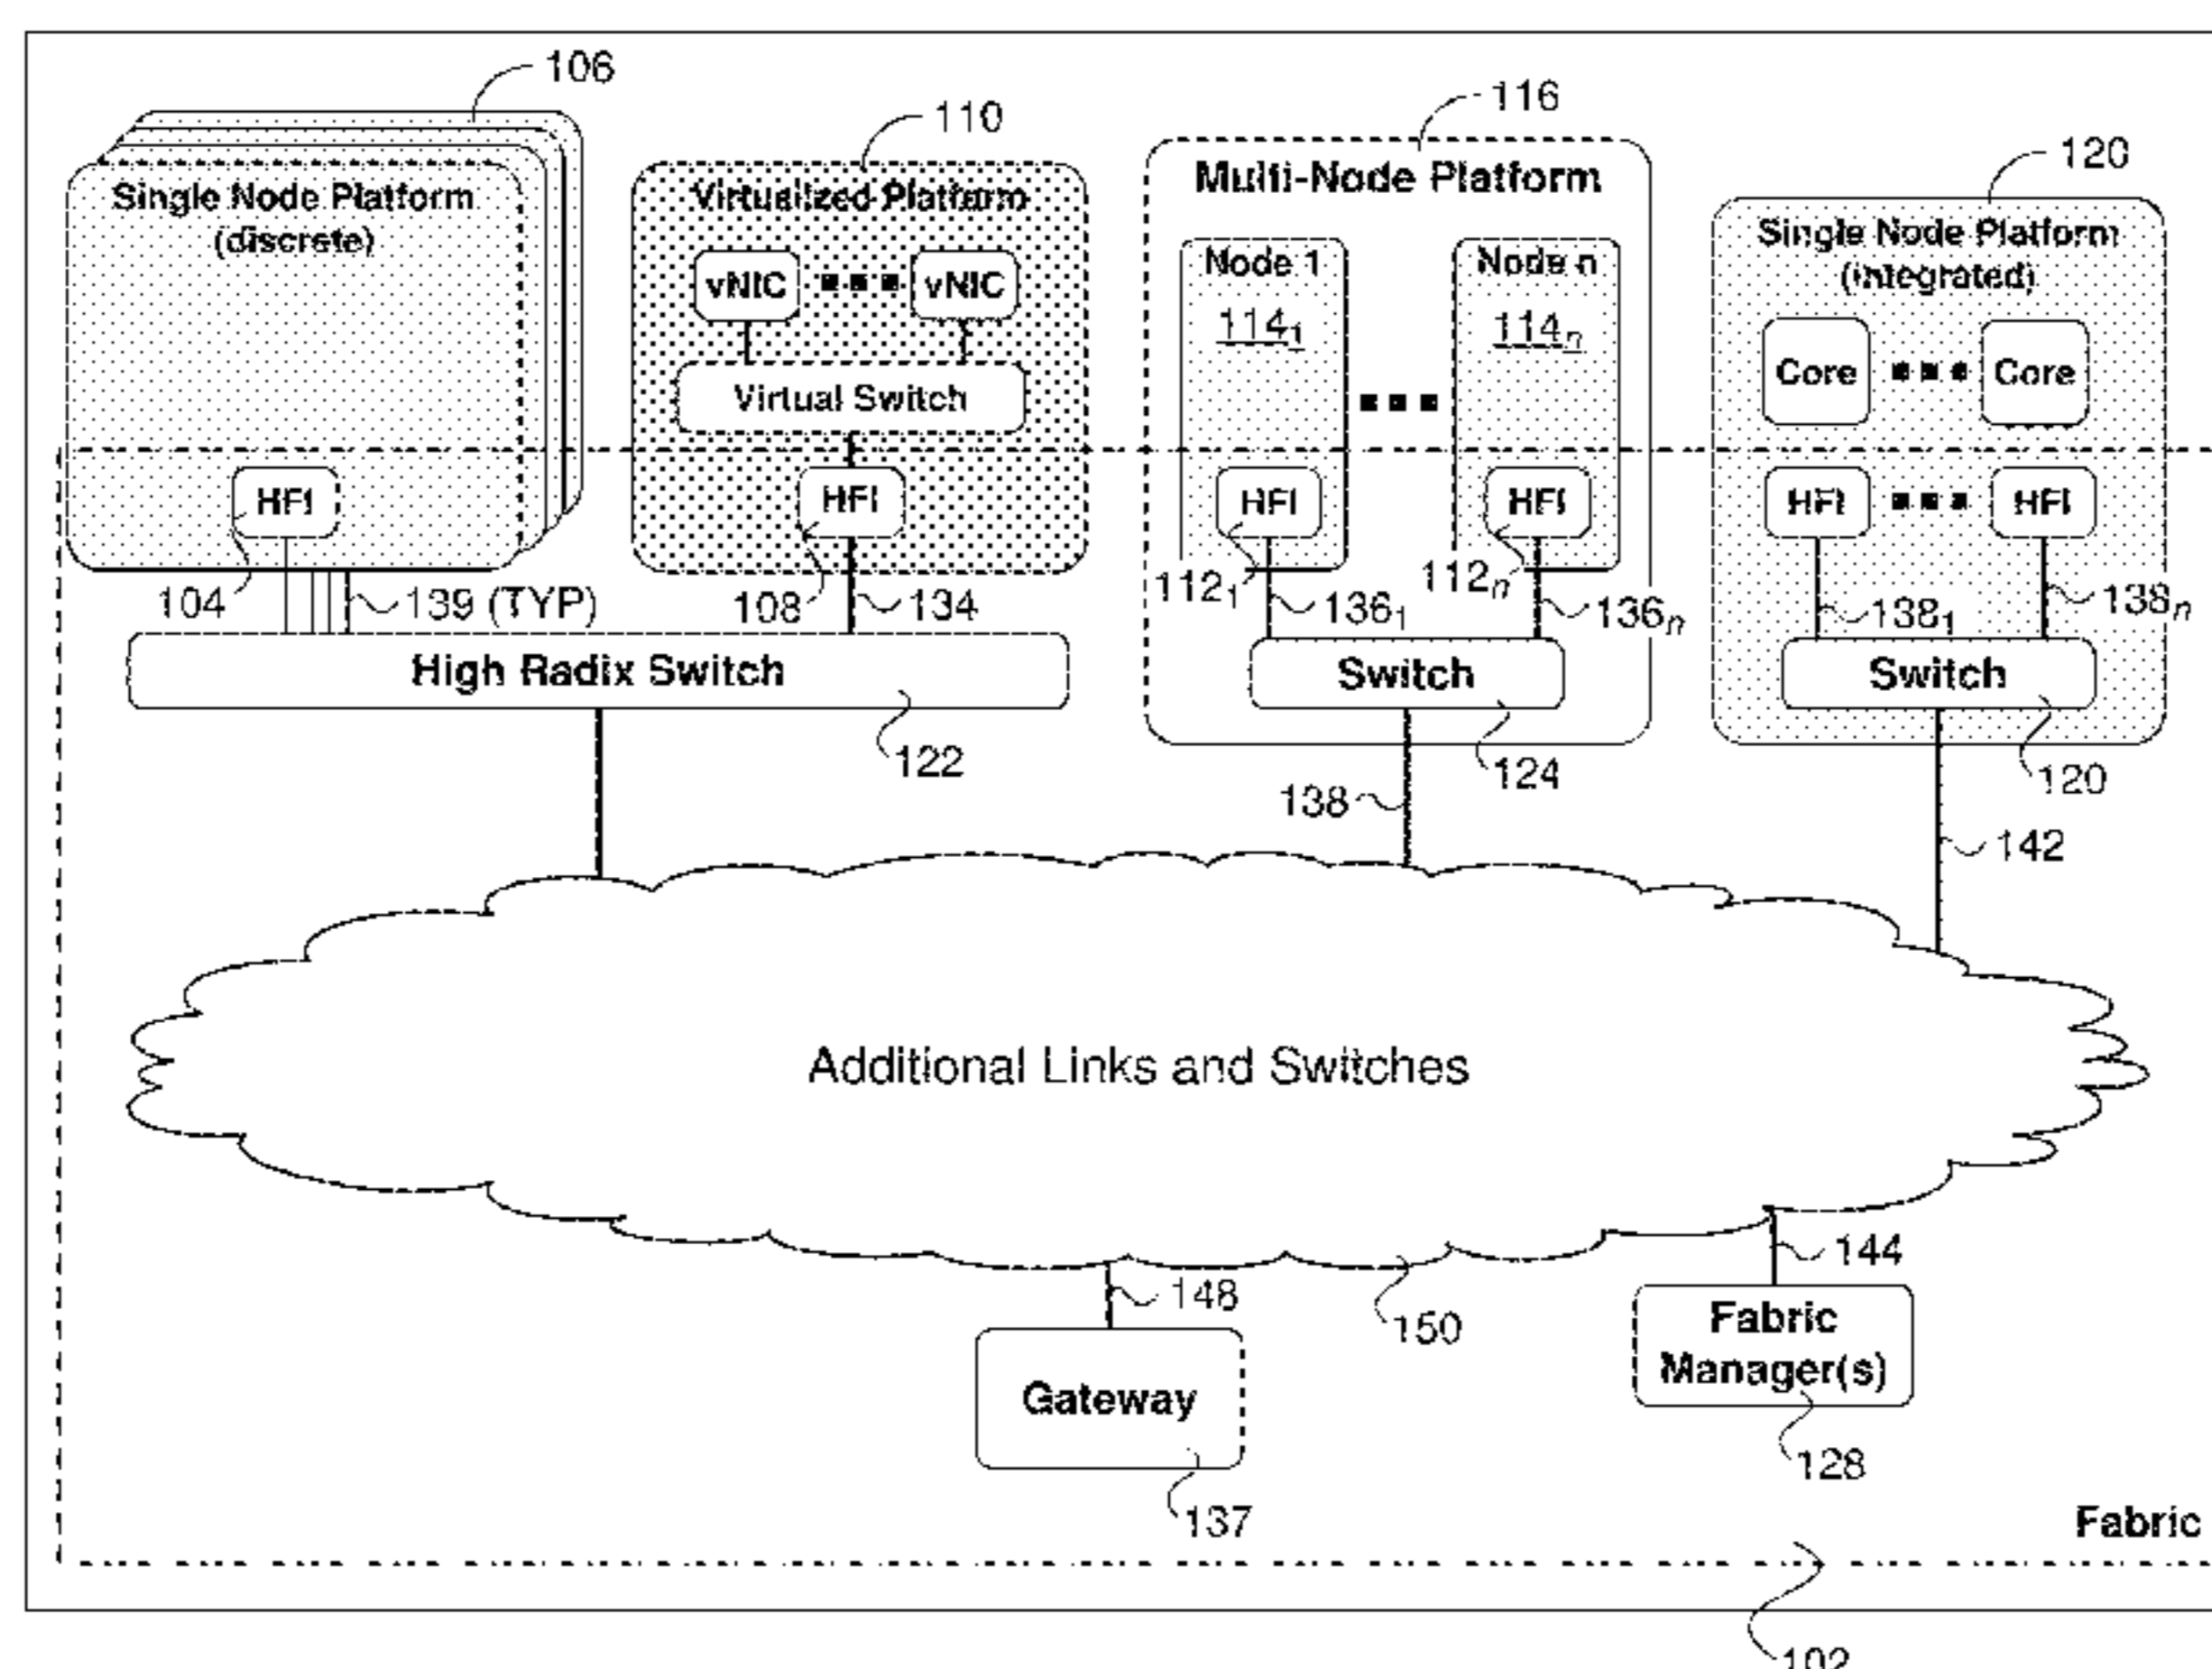 106
110
116
120
Single Node Platform
(discrete)
Virtualized Platform
Multi-Node Platform
Single Node Platform
(integrated)
vNIC
vNIC
Node 1
114₁
Node n
114ₙ
Virtual Switch
Core
Core
HFI
HFI
HFI
HFI
HFI
HFI
104
139 (TYP)
108
134
112₁
136₁
112ₙ
136ₙ
138₁
138ₙ
High Radix Switch
Switch
Switch
122
124
120
138
142
Additional Links and Switches
148
150
144
Gateway
Fabric
Manager(s)
137
128
Fabric
102